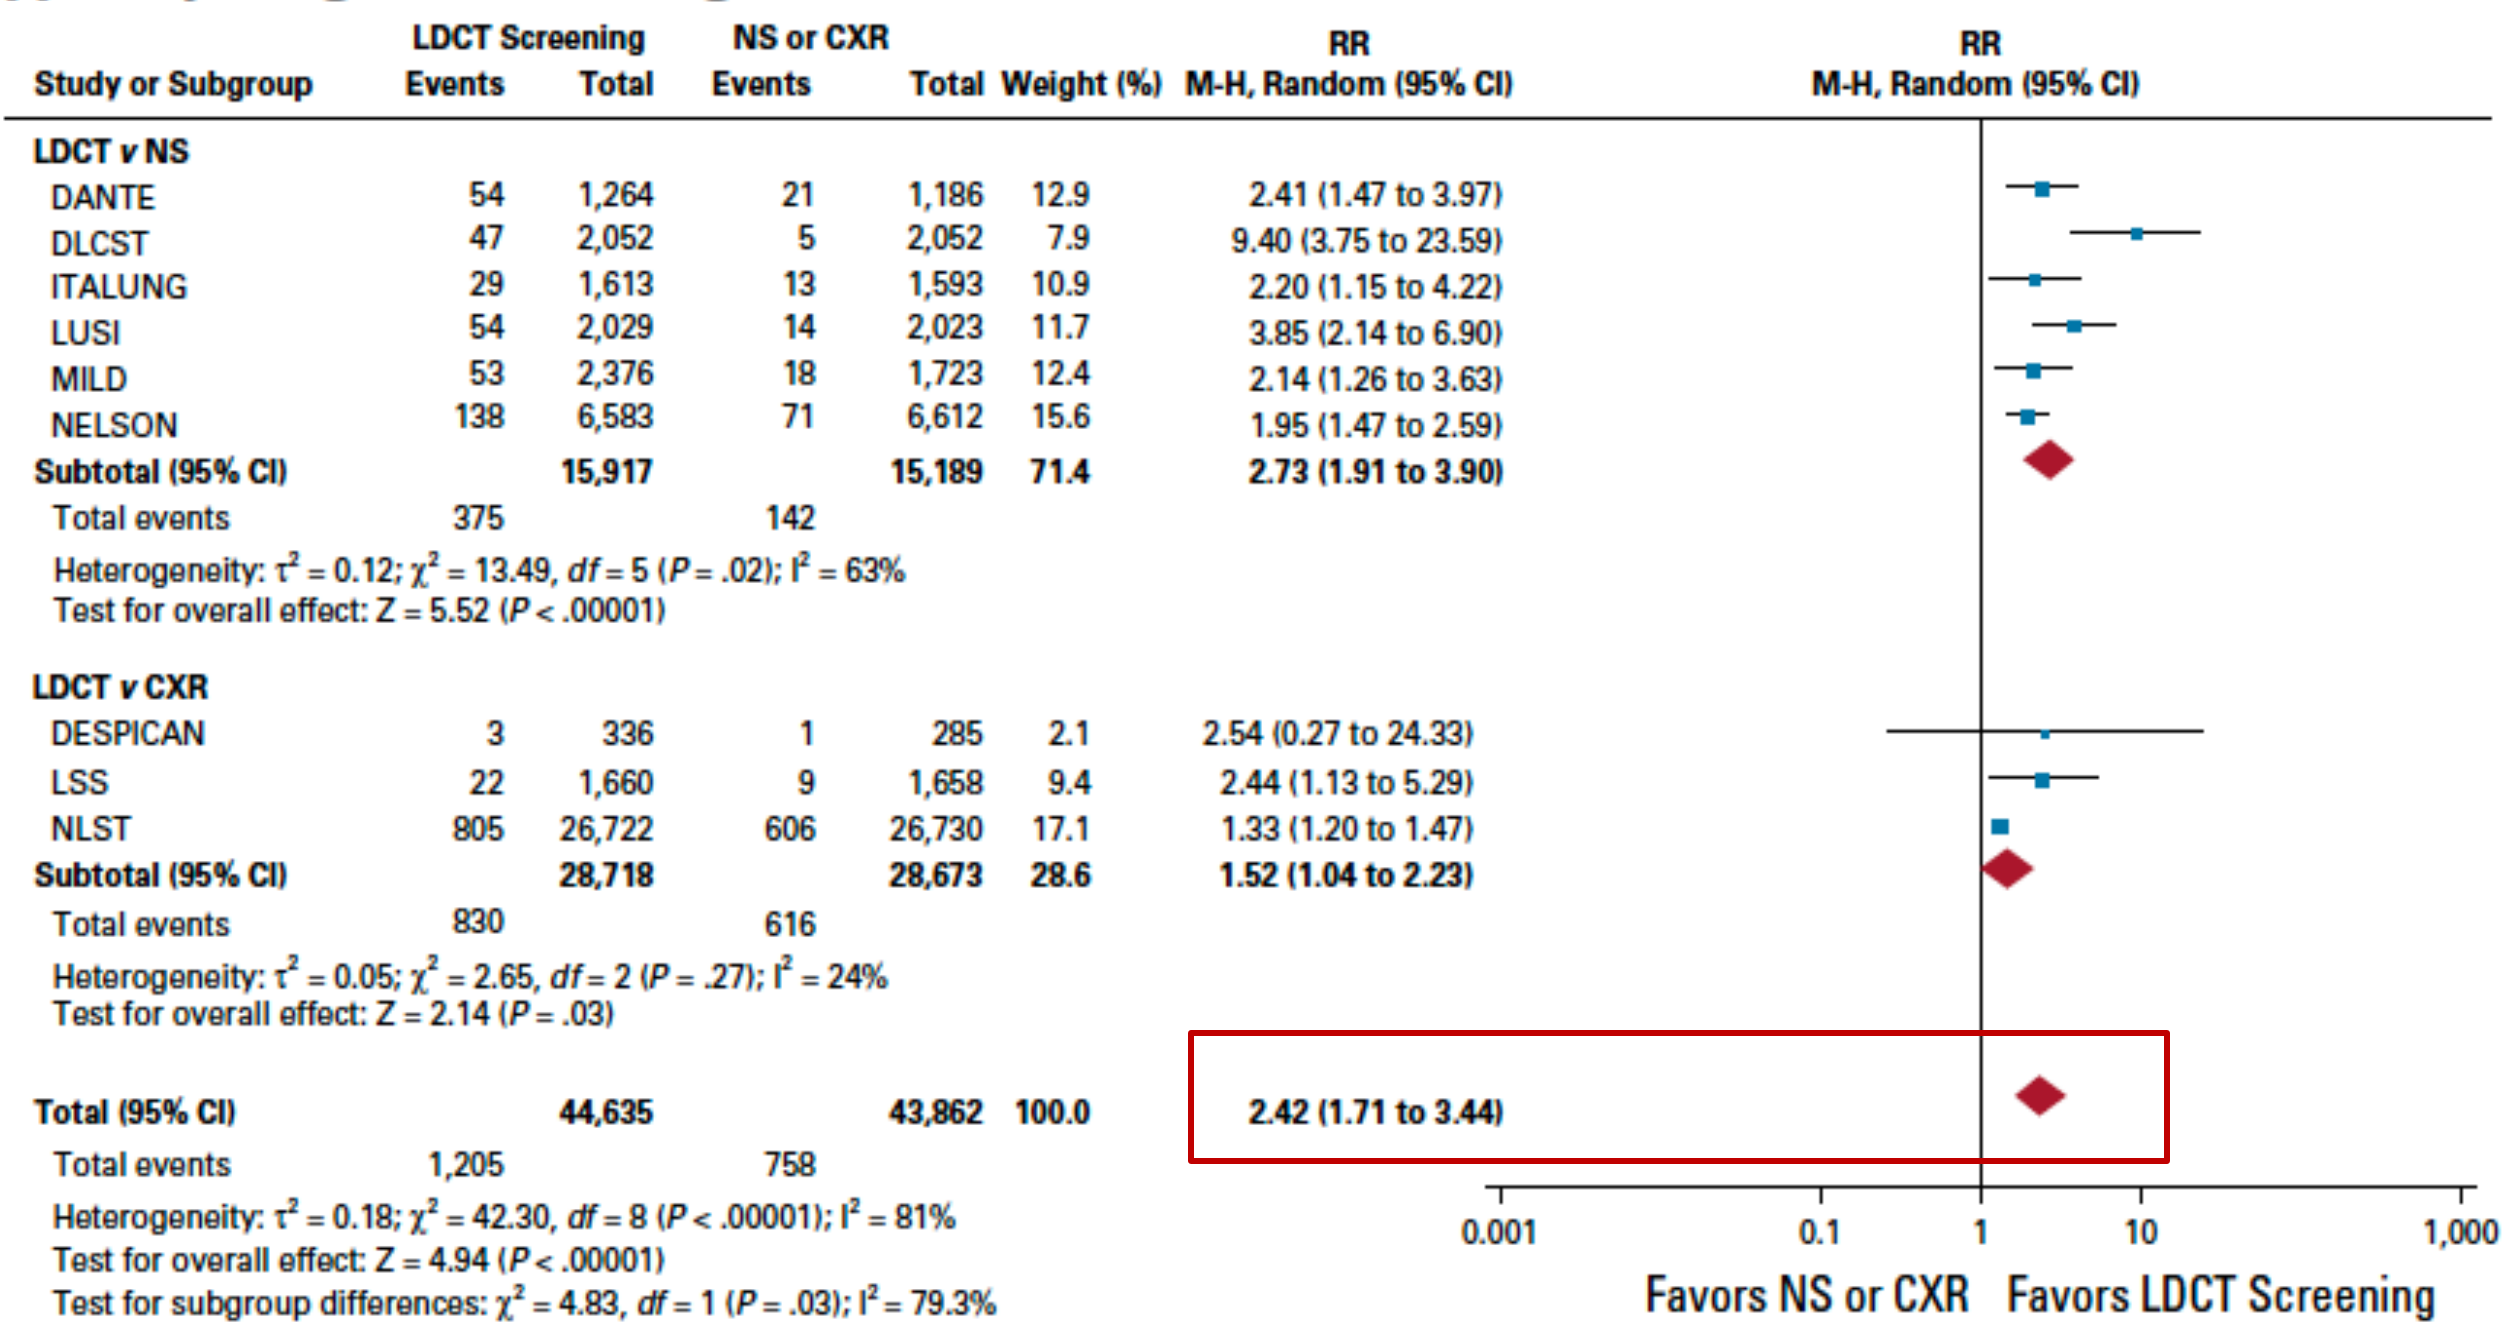 LDCT Screening NS or CXR RR RR
Study or Subgroup Events Total Events Total Weight (%) M-H, Random (95% CI) M-H, Random (95% CI)
LDCT v NS
DANTE 54 1,264 21 1,186 12.9 2.41 (1.47 to 3.97)
DLCST 47 2,052 5 2,052 7.9 9.40 (3.75 to 23.59)
ITALUNG 29 1,613 13 1,593 10.9 2.20 (1.15 to 4.22)
LUSI 54 2,029 14 2,023 11.7 3.85 (2.14 to 6.90)
MILD 53 2,376 18 1,723 12.4 2.14 (1.26 to 3.63)
NELSON 138 6,583 71 6,612 15.6 1.95 (1.47 to 2.59)
Subtotal (95% CI) 15,917 15,189 71.4 2.73 (1.91 to 3.90)
Total events 375 142
Heterogeneity: τ² = 0.12; χ² = 13.49, df = 5 (P = .02); I² = 63%
Test for overall effect: Z = 5.52 (P < .00001)
LDCT v CXR
DESPICAN 3 336 1 285 2.1 2.54 (0.27 to 24.33)
LSS 22 1,660 9 1,658 9.4 2.44 (1.13 to 5.29)
NLST 805 26,722 606 26,730 17.1 1.33 (1.20 to 1.47)
Subtotal (95% CI) 28,718 28,673 28.6 1.52 (1.04 to 2.23)
Total events 830 616
Heterogeneity: τ² = 0.05; χ² = 2.65, df = 2 (P = .27); I² = 24%
Test for overall effect: Z = 2.14 (P = .03)
Total (95% CI) 44,635 43,862 100.0 2.42 (1.71 to 3.44)
Total events 1,205 758
Heterogeneity: τ² = 0.18; χ² = 42.30, df = 8 (P < .00001); I² = 81%
Test for overall effect: Z = 4.94 (P < .00001)
Test for subgroup differences: χ² = 4.83, df = 1 (P = .03); I² = 79.3%
0.001 0.1 1 10 1,000
Favors NS or CXR Favors LDCT Screening